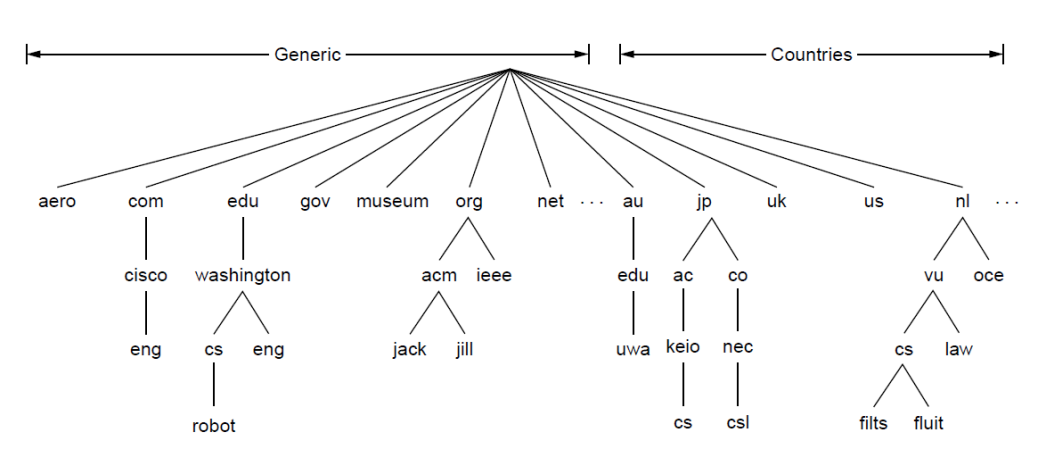 Generic Countries
aero com edu gov museum org net ... au jp uk us nl ...
cisco washington acm ieee edu ac co vu oce
eng cs eng jack jill uwa keio nec cs law
robot cs csl filts fluit